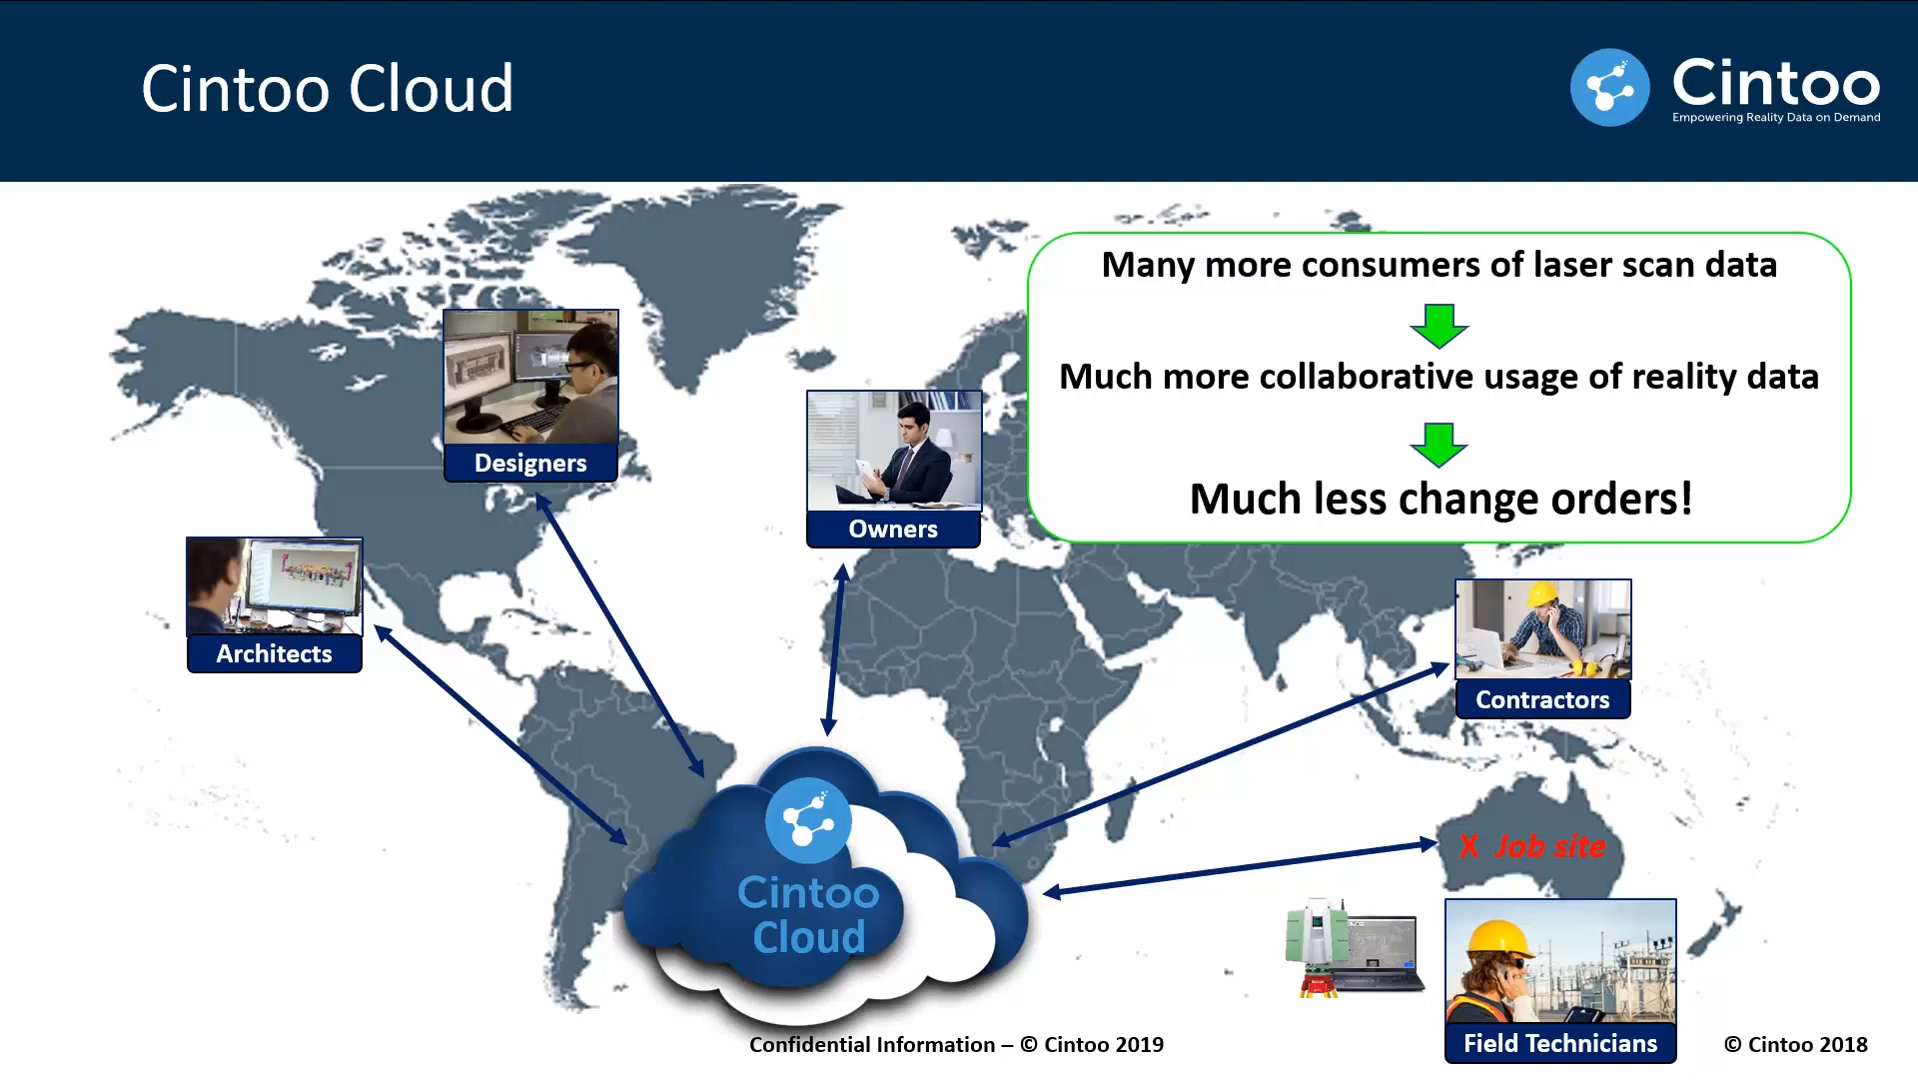 Cintoo Cloud
Cintoo
Empowering Reality Data on Demand
Many more consumers of laser scan data
Much more collaborative usage of reality data
Much less change orders!
Designers
Owners
Architects
Contractors
X Job site
Cintoo
Cloud
Field Technicians
Confidential Information – © Cintoo 2019
© Cintoo 2018